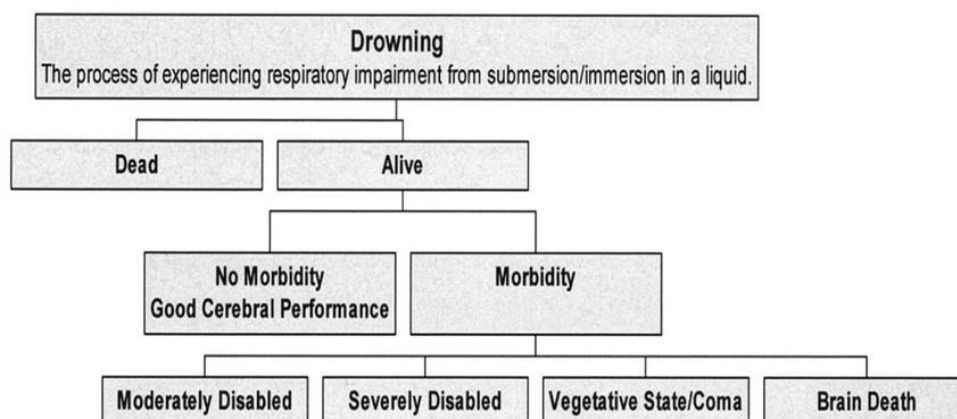 Drowning
The process of experiencing respiratory impairment from submersion/immersion in a liquid.
Dead
Alive
No Morbidity
Good Cerebral Performance
Morbidity
Moderately Disabled
Severely Disabled
Vegetative State/Coma
Brain Death